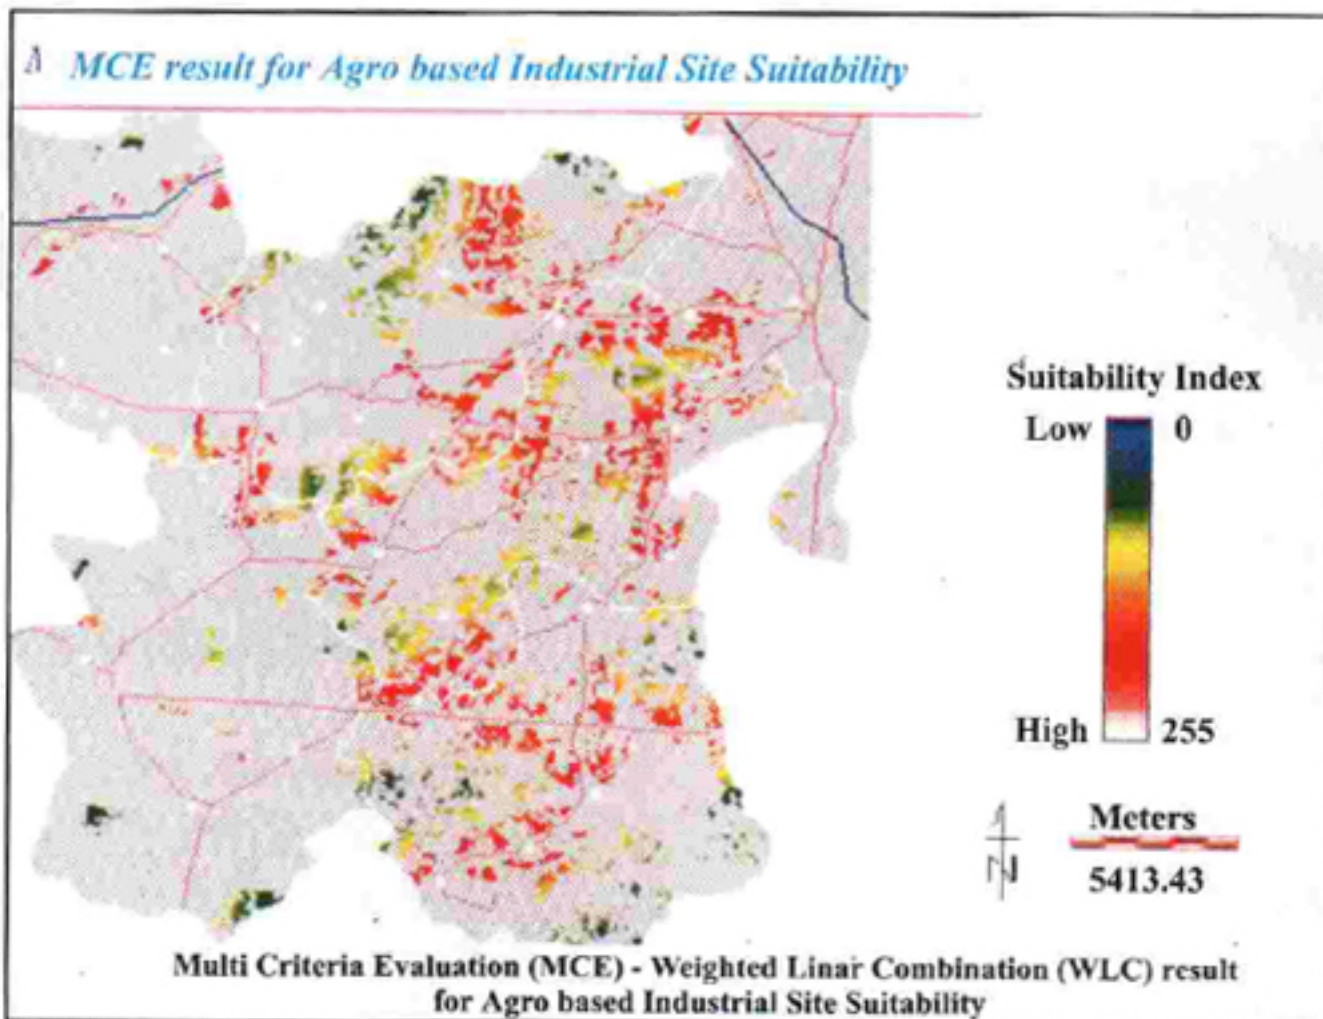 MCE result for Agro based Industrial Site Suitability
Suitability Index
Low 0
High 255
N
Meters
5413.43
Multi Criteria Evaluation (MCE) - Weighted Linar Combination (WLC) result
for Agro based Industrial Site Suitability